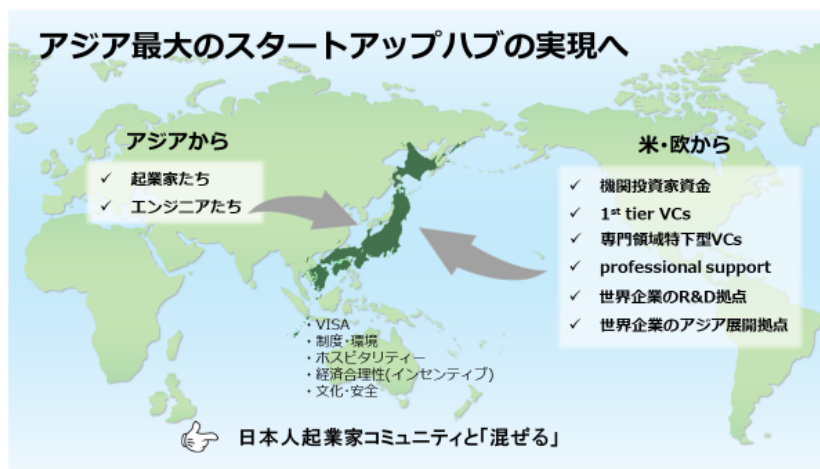 アジア最大のスタートアップハブの実現へ
アジアから
✓ 起業家たち
✓ エンジニアたち
米・欧から
✓ 機関投資家資金
✓ 1st tier VCs
✓ 専門領域特下型VCs
✓ professional support
✓ 世界企業のR&D拠点
✓ 世界企業のアジア展開拠点
・VISA
・制度・環境
・ホスピタリティー
・経済合理性(インセンティブ)
・文化・安全
日本人起業家コミュニティと「混ぜる」